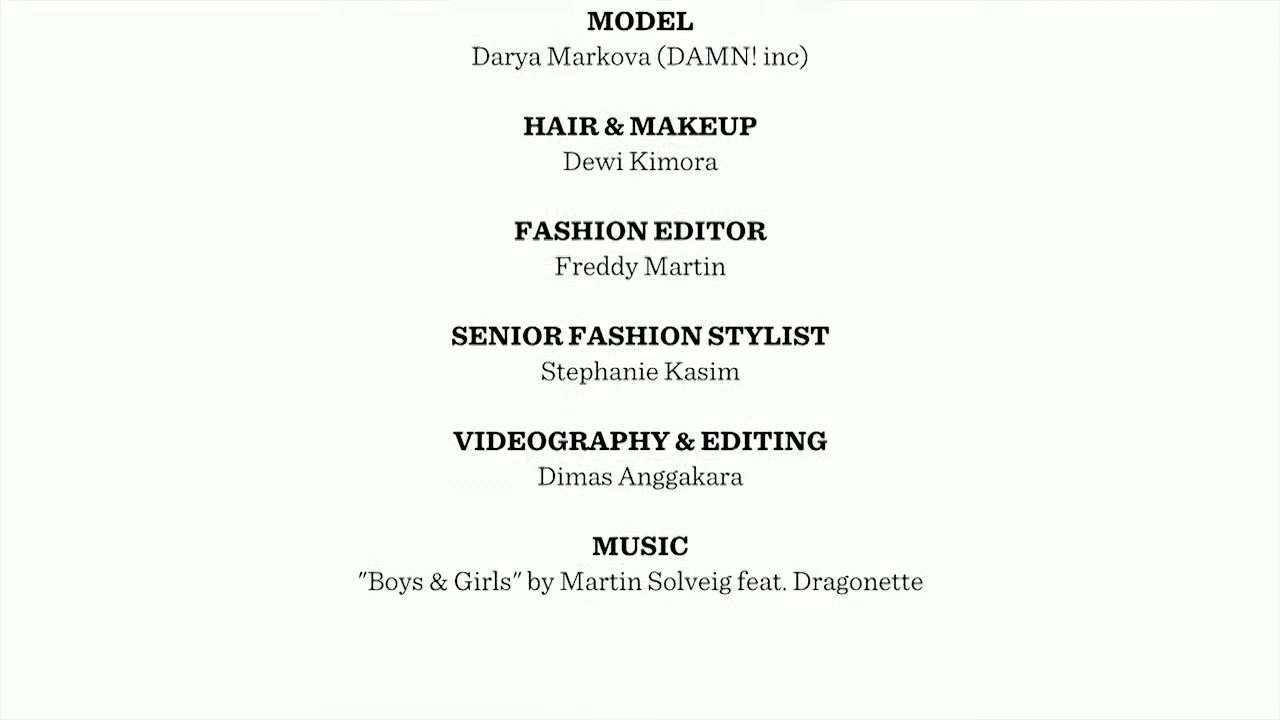 MODEL
Darya Markova (DAMN! inc)
HAIR & MAKEUP
Dewi Kimora
FASHION EDITOR
Freddy Martin
SENIOR FASHION STYLIST
Stephanie Kasim
VIDEOGRAPHY & EDITING
Dimas Anggakara
MUSIC
"Boys & Girls" by Martin Solveig feat. Dragonette